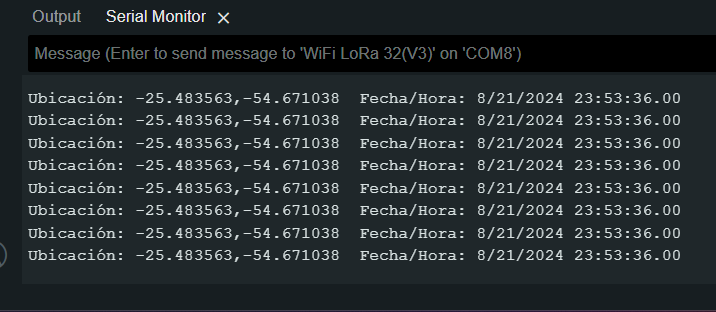 Output Serial Monitor ×
Message (Enter to send message to 'WiFi LoRa 32(V3)' on 'COM8')
Ubicación: -25.483563,-54.671038  Fecha/Hora: 8/21/2024 23:53:36.00
Ubicación: -25.483563,-54.671038  Fecha/Hora: 8/21/2024 23:53:36.00
Ubicación: -25.483563,-54.671038  Fecha/Hora: 8/21/2024 23:53:36.00
Ubicación: -25.483563,-54.671038  Fecha/Hora: 8/21/2024 23:53:36.00
Ubicación: -25.483563,-54.671038  Fecha/Hora: 8/21/2024 23:53:36.00
Ubicación: -25.483563,-54.671038  Fecha/Hora: 8/21/2024 23:53:36.00
Ubicación: -25.483563,-54.671038  Fecha/Hora: 8/21/2024 23:53:36.00
Ubicación: -25.483563,-54.671038  Fecha/Hora: 8/21/2024 23:53:36.00